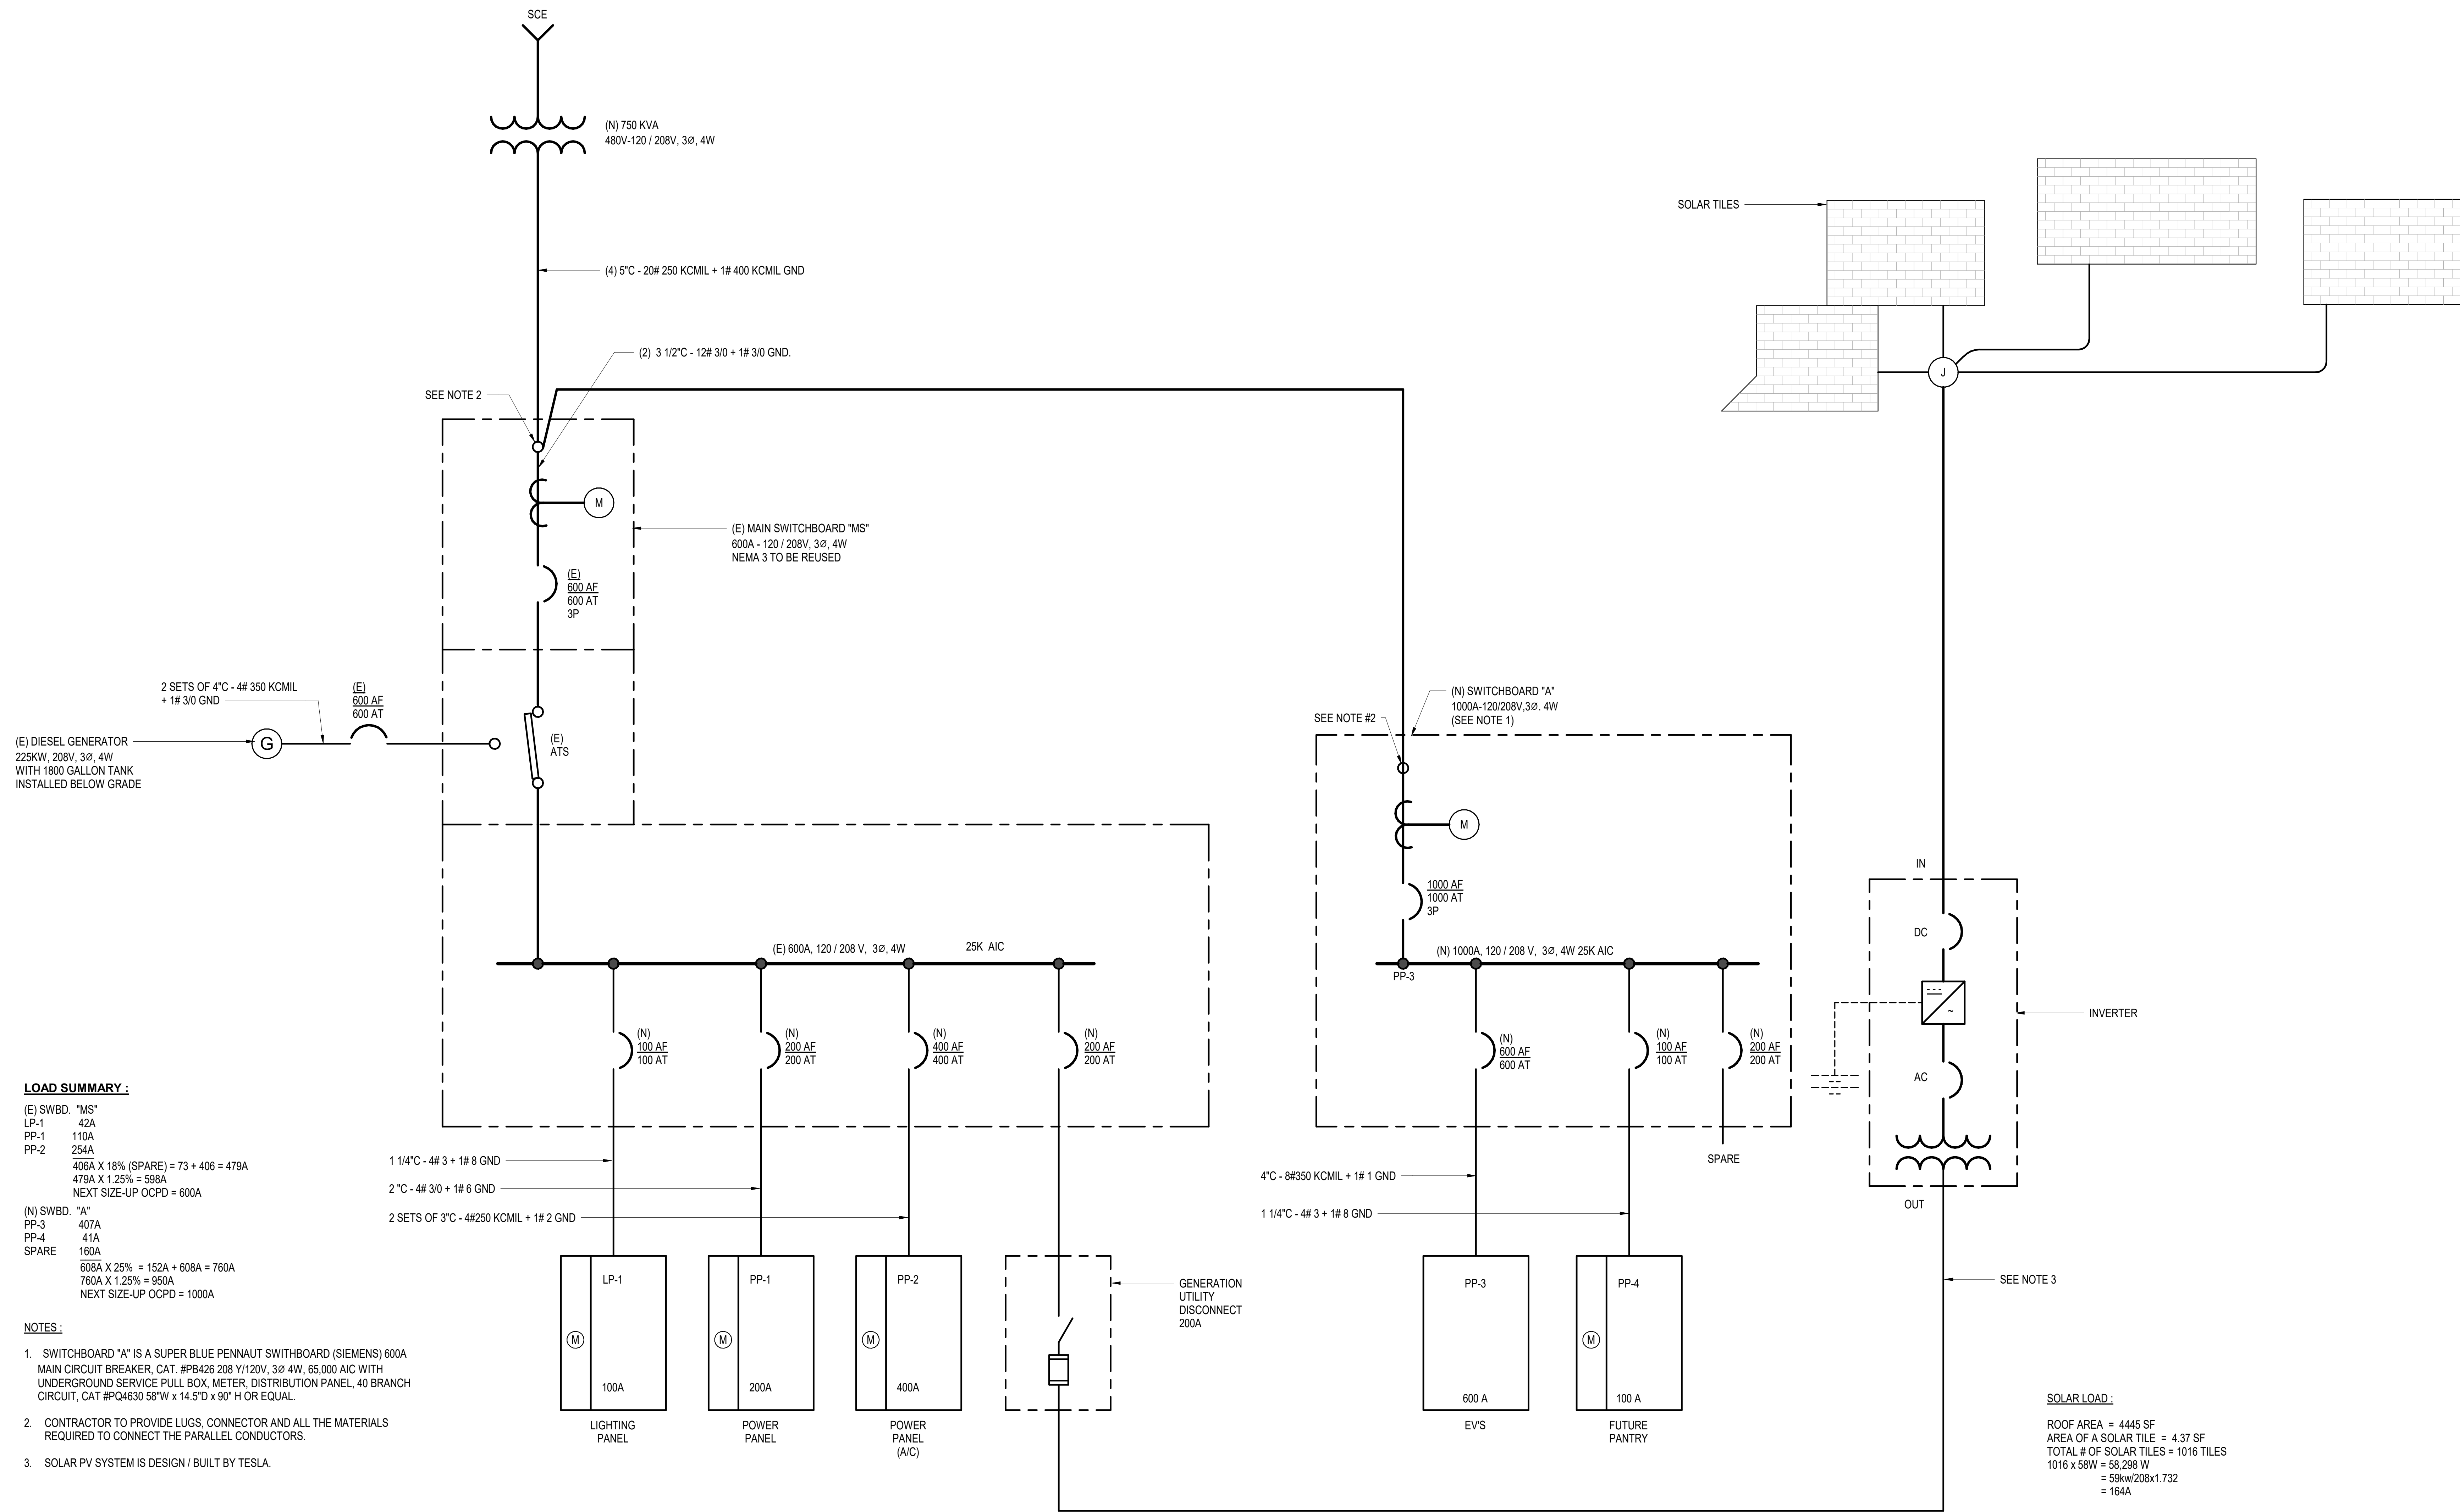 SCE
(N) 750 KVA
480V-120 / 208V, 3Ø, 4W
SOLAR TILES
(4) 5"C - 20# 250 KCMIL + 1# 400 KCMIL GND
(2) 3 1/2"C - 12# 3/0 + 1# 3/0 GND.
J
SEE NOTE 2
M
(E) MAIN SWITCHBOARD "MS"
600A - 120 / 208V, 3Ø, 4W
NEMA 3 TO BE REUSED
(E)
600 AF
600 AT
3P
2 SETS OF 4"C - 4# 350 KCMIL
+ 1# 3/0 GND
(E)
600 AF
600 AT
(E) DIESEL GENERATOR
225KW, 208V, 3Ø, 4W
WITH 1800 GALLON TANK
INSTALLED BELOW GRADE
G
(E)
ATS
(N) SWITCHBOARD "A"
1000A-120/208V,3Ø. 4W
(SEE NOTE 1)
SEE NOTE #2
M
1000 AF
1000 AT
3P
IN
DC
INVERTER
AC
OUT
(E) 600A, 120 / 208 V, 3Ø, 4W
25K AIC
(N) 1000A, 120 / 208 V, 3Ø, 4W 25K AIC
PP-3
(N)
100 AF
100 AT
(N)
200 AF
200 AT
(N)
400 AF
400 AT
(N)
200 AF
200 AT
(N)
600 AF
600 AT
(N)
100 AF
100 AT
(N)
200 AF
200 AT
SPARE
LOAD SUMMARY :
(E) SWBD. "MS"
LP-1 42A
PP-1 110A
PP-2 254A
406A X 18% (SPARE) = 73 + 406 = 479A
479A X 1.25% = 598A
NEXT SIZE-UP OCPD = 600A
(N) SWBD. "A"
PP-3 407A
PP-4 41A
SPARE 160A
608A X 25% = 152A + 608A = 760A
760A X 1.25% = 950A
NEXT SIZE-UP OCPD = 1000A
1 1/4"C - 4# 3 + 1# 8 GND
2 "C - 4# 3/0 + 1# 6 GND
2 SETS OF 3"C - 4#250 KCMIL + 1# 2 GND
4"C - 8#350 KCMIL + 1# 1 GND
1 1/4"C - 4# 3 + 1# 8 GND
LP-1
M
100A
LIGHTING
PANEL
PP-1
M
200A
POWER
PANEL
PP-2
M
400A
POWER
PANEL
(A/C)
GENERATION
UTILITY
DISCONNECT
200A
PP-3
600 A
EV'S
PP-4
M
100 A
FUTURE
PANTRY
SEE NOTE 3
NOTES :
1. SWITCHBOARD "A" IS A SUPER BLUE PENNAUT SWITHBOARD (SIEMENS) 600A
MAIN CIRCUIT BREAKER, CAT. #PB426 208 Y/120V, 3Ø 4W, 65,000 AIC WITH
UNDERGROUND SERVICE PULL BOX, METER, DISTRIBUTION PANEL, 40 BRANCH
CIRCUIT, CAT #PQ4630 58"W x 14.5"D x 90" H OR EQUAL.
2. CONTRACTOR TO PROVIDE LUGS, CONNECTOR AND ALL THE MATERIALS
REQUIRED TO CONNECT THE PARALLEL CONDUCTORS.
3. SOLAR PV SYSTEM IS DESIGN / BUILT BY TESLA.
SOLAR LOAD :
ROOF AREA = 4445 SF
AREA OF A SOLAR TILE = 4.37 SF
TOTAL # OF SOLAR TILES = 1016 TILES
1016 x 58W = 58,298 W
= 59kw/208x1.732
= 164A